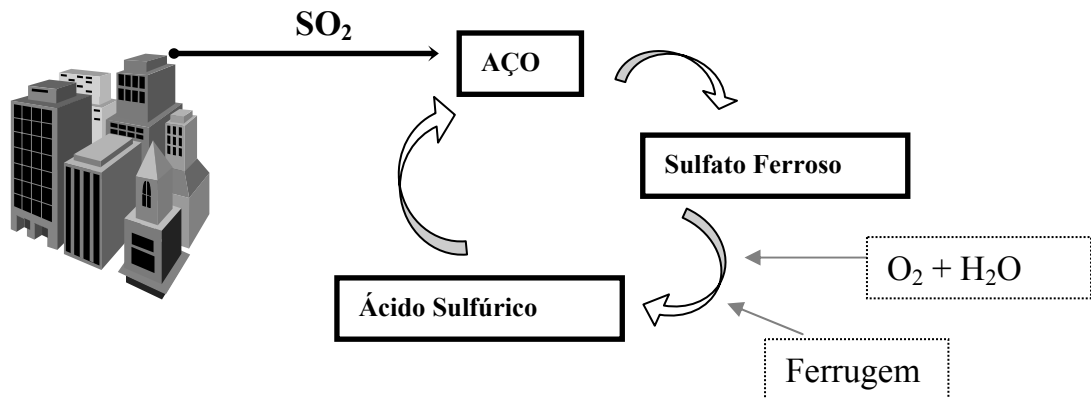 SO₂
AÇO
Sulfato Ferroso
O₂ + H₂O
Ácido Sulfúrico
Ferrugem